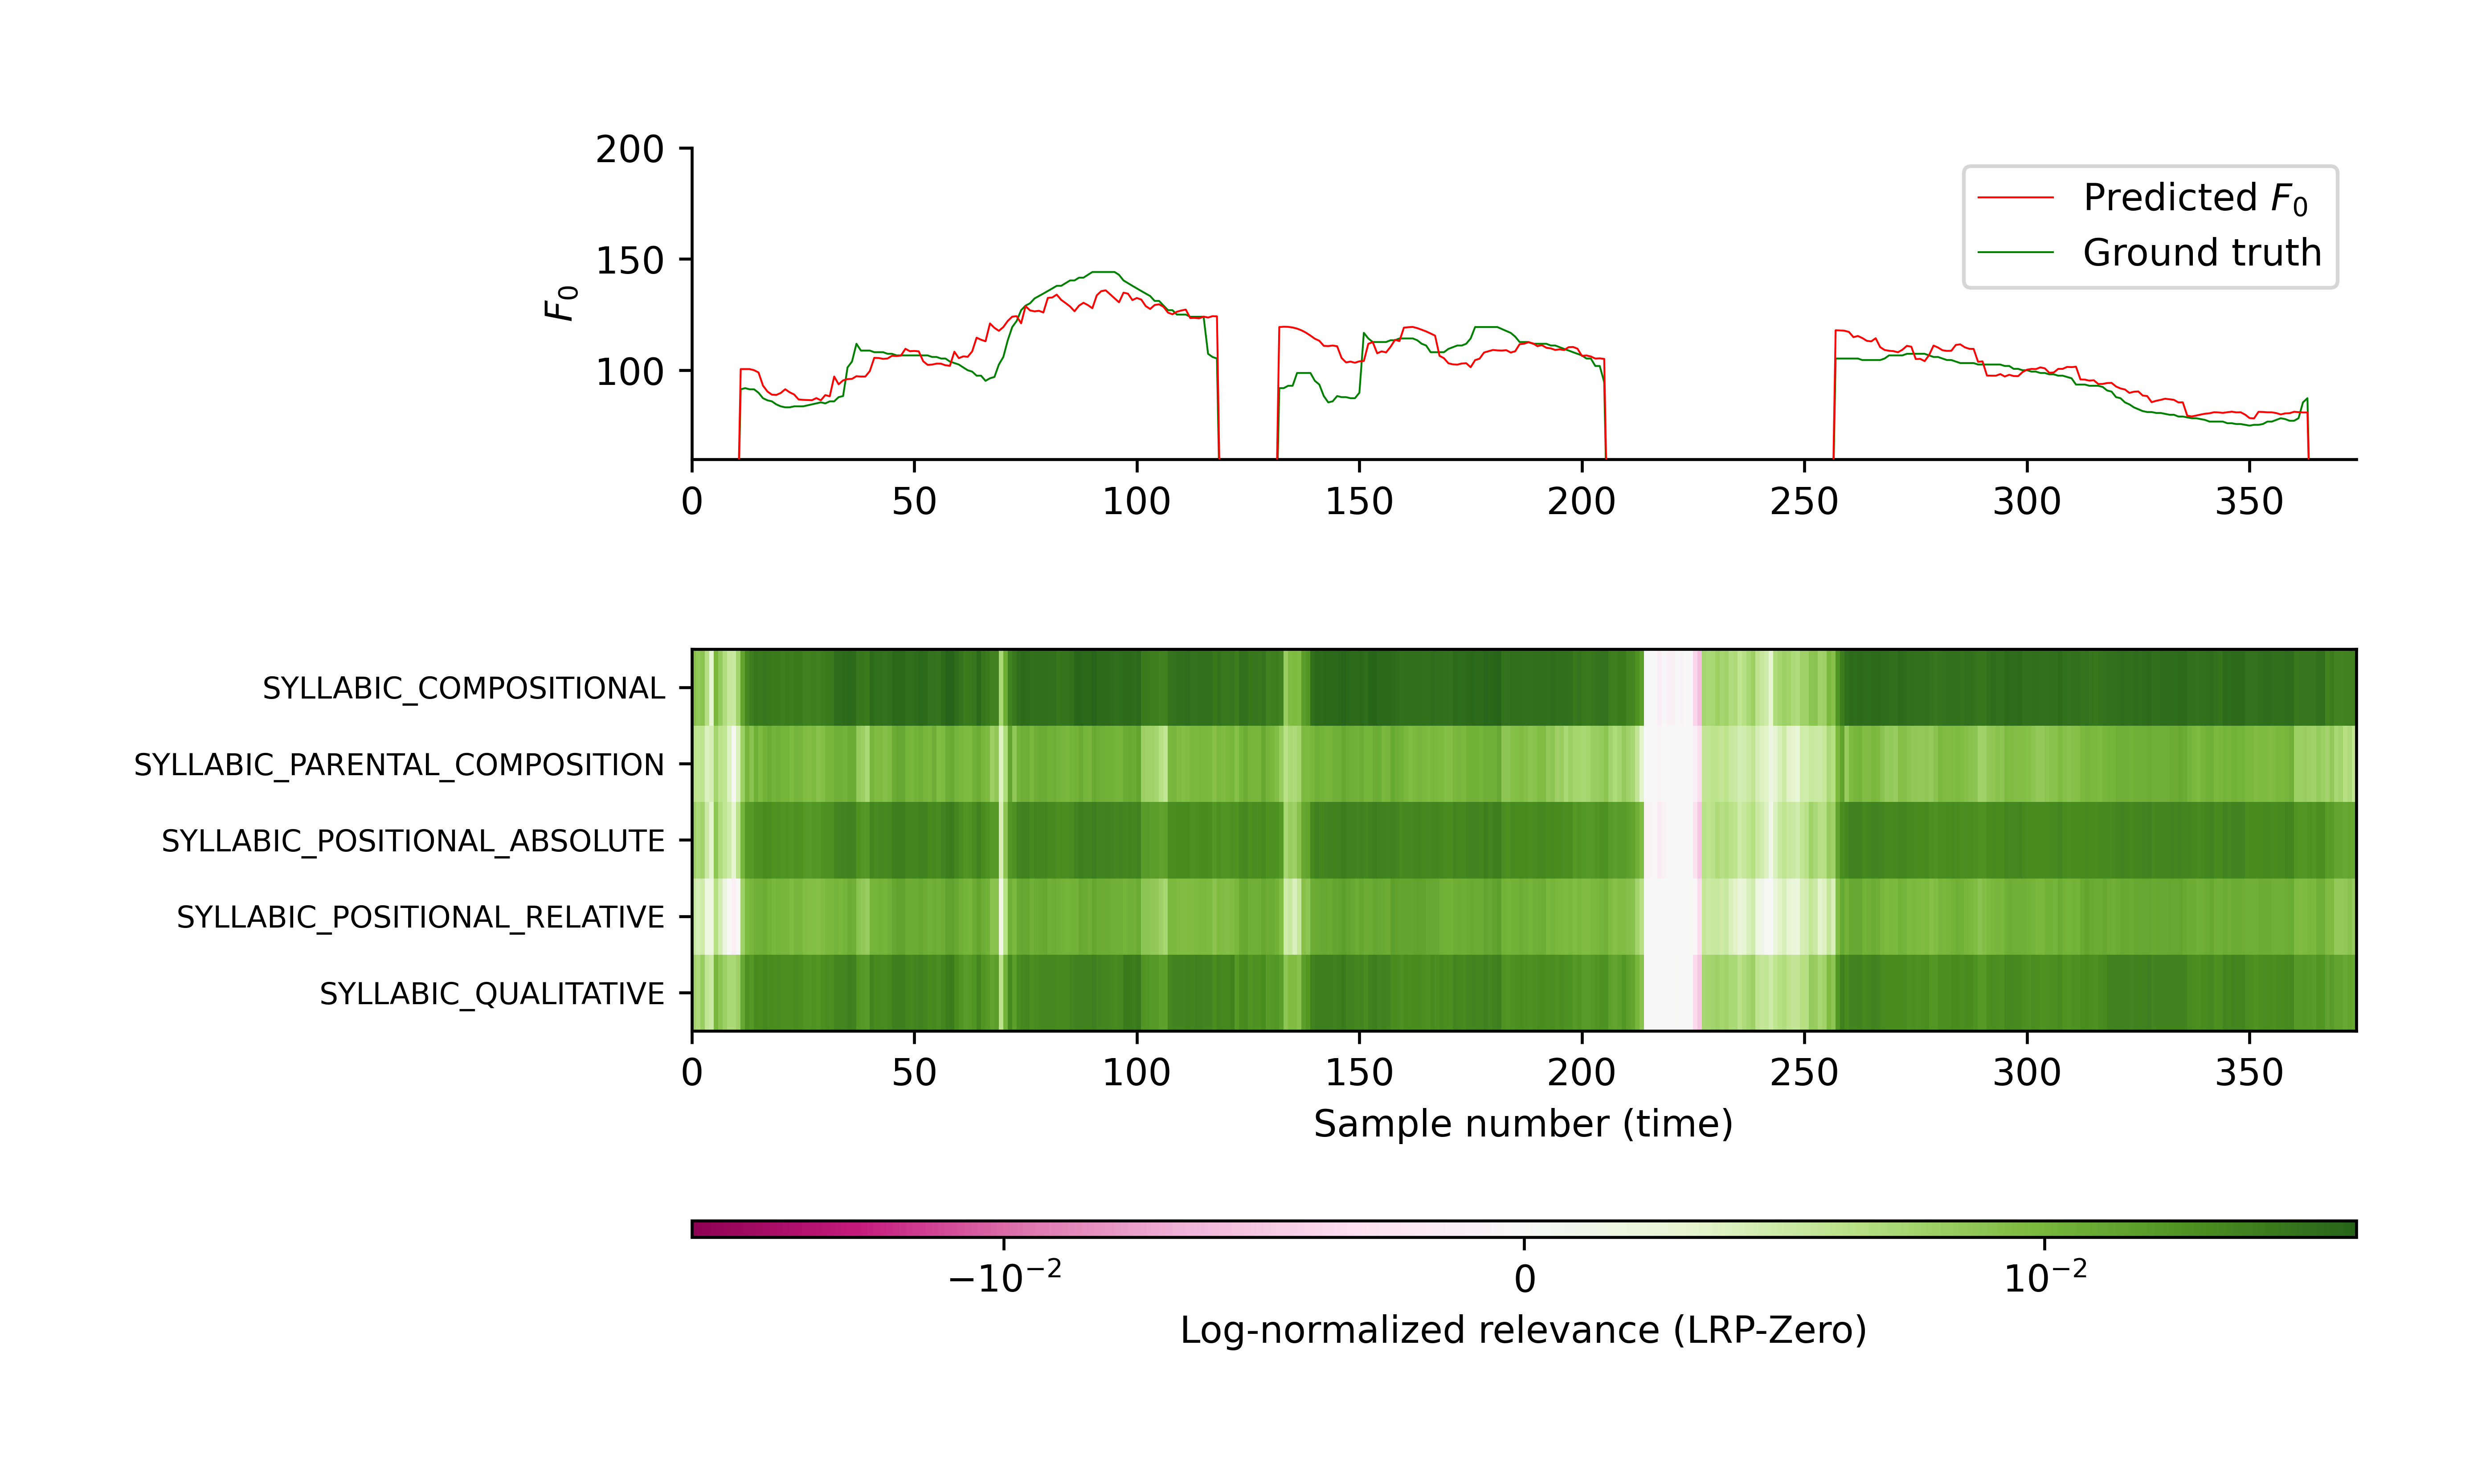 200
150
100
F₀
Predicted F₀
Ground truth
0 50 100 150 200 250 300 350
SYLLABIC_COMPOSITIONAL
SYLLABIC_PARENTAL_COMPOSITION
SYLLABIC_POSITIONAL_ABSOLUTE
SYLLABIC_POSITIONAL_RELATIVE
SYLLABIC_QUALITATIVE
0 50 100 150 200 250 300 350
Sample number (time)
−10⁻² 0 10⁻²
Log-normalized relevance (LRP-Zero)